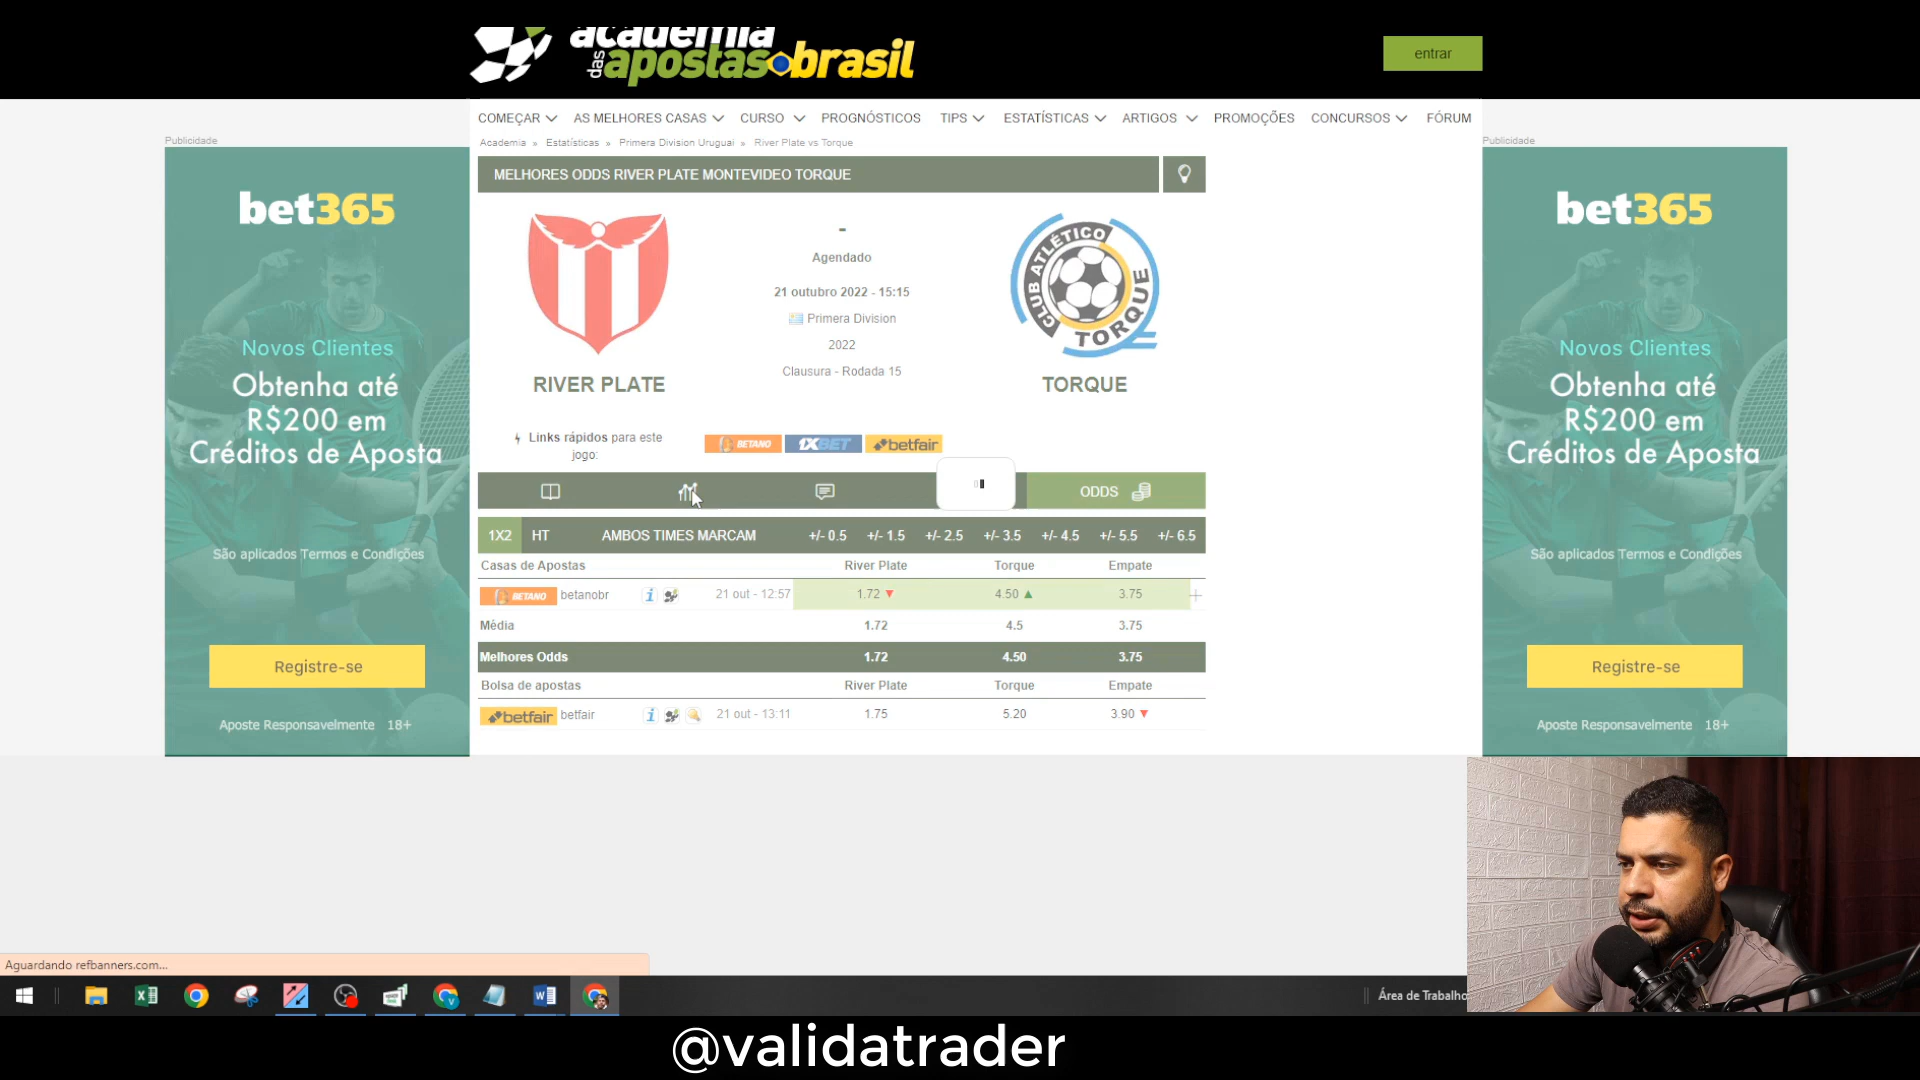 academia
das apostas brasil
entrar
COMEÇAR AS MELHORES CASAS CURSO PROGNÓSTICOS TIPS ESTATÍSTICAS ARTIGOS PROMOÇÕES CONCURSOS FÓRUM
Academia » Estatísticas » Primera Division Uruguai » River Plate vs Torque
Publicidade
bet365
Novos Clientes
Obtenha até
R$200 em
Créditos de Aposta
São aplicados Termos e Condições
Registre-se
Aposte Responsavelmente 18+
MELHORES ODDS RIVER PLATE MONTEVIDEO TORQUE
-
Agendado
21 outubro 2022 - 15:15
Primera Division
2022
Clausura - Rodada 15
CLUB ATLÉTICO
TORQUE
RIVER PLATE
TORQUE
Links rápidos para este
jogo:
BETANO 1XBET betfair
ODDS
1X2 HT AMBOS TIMES MARCAM +/- 0.5 +/- 1.5 +/- 2.5 +/- 3.5 +/- 4.5 +/- 5.5 +/- 6.5
Casas de Apostas River Plate Torque Empate
BETANO betanobr i 21 out - 12:57 1.72 4.50 3.75
Média 1.72 4.5 3.75
Melhores Odds 1.72 4.50 3.75
Bolsa de apostas River Plate Torque Empate
betfair betfair i 21 out - 13:11 1.75 5.20 3.90
Publicidade
bet365
Novos Clientes
Obtenha até
R$200 em
Créditos de Aposta
São aplicados Termos e Condições
Registre-se
Aposte Responsavelmente 18+
Aguardando refbanners.com...
Área de Trabalho
@validatrader